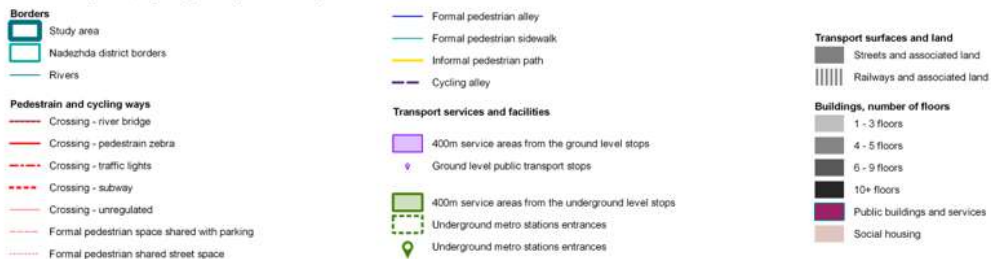 Borders
Study area
Nadezhda district borders
Rivers
Pedestrain and cycling ways
Crossing - river bridge
Crossing - pedestrain zebra
Crossing - traffic lights
Crossing - subway
Crossing - unregulated
Formal pedestrian space shared with parking
Formal pedestrian shared street space
Formal pedestrian alley
Formal pedestrian sidewalk
Informal pedestrian path
Cycling alley
Transport services and facilities
400m service areas from the ground level stops
Ground level public transport stops
400m service areas from the underground level stops
Underground metro stations entrances
Underground metro stations entrances
Transport surfaces and land
Streets and associated land
Railways and associated land
Buildings, number of floors
1 - 3 floors
4 - 5 floors
6 - 9 floors
10+ floors
Public buildings and services
Social housing